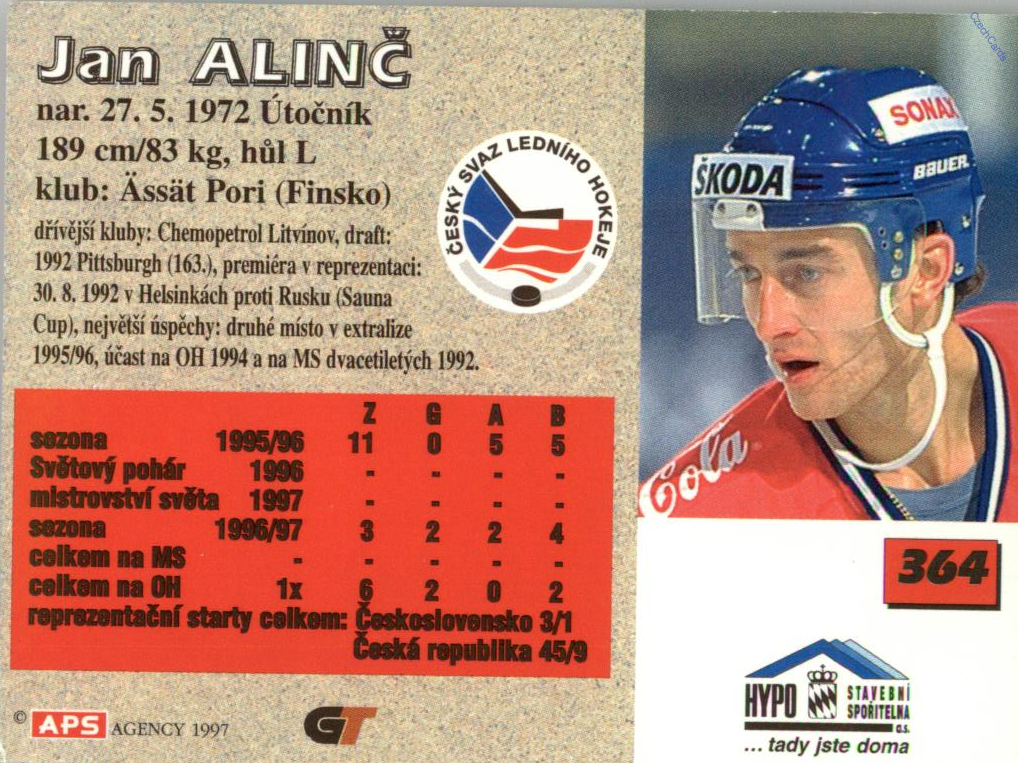 Jan ALINČ
nar. 27. 5. 1972 Útočník
189 cm/83 kg, hůl L
klub: Ässät Pori (Finsko)
dřívější kluby: Chemopetrol Litvínov, draft:
1992 Pittsburgh (163.), premiéra v reprezentaci:
30. 8. 1992 v Helsinkách proti Rusku (Sauna
Cup), největší úspěchy: druhé místo v extralize
1995/96, účast na OH 1994 a na MS dvacetiletých 1992.
ČESKÝ SVAZ LEDNÍHO HOKEJE
Z G A B
sezona 1995/96 11 0 5 5
Světový pohár 1996 - - - -
mistrovství světa 1997 - - - -
sezona 1996/97 3 2 2 4
celkem na MS - - - - -
celkem na OH 1x 6 2 0 2
reprezentační starty celkem: Československo 3/1
Česká republika 45/9
© APS AGENCY 1997
GT
CzechCards
SONAX
BAUER
ŠKODA
Cola
364
HYPO STAVEBNÍ
SPOŘITELNA
a.s.
... tady jste doma